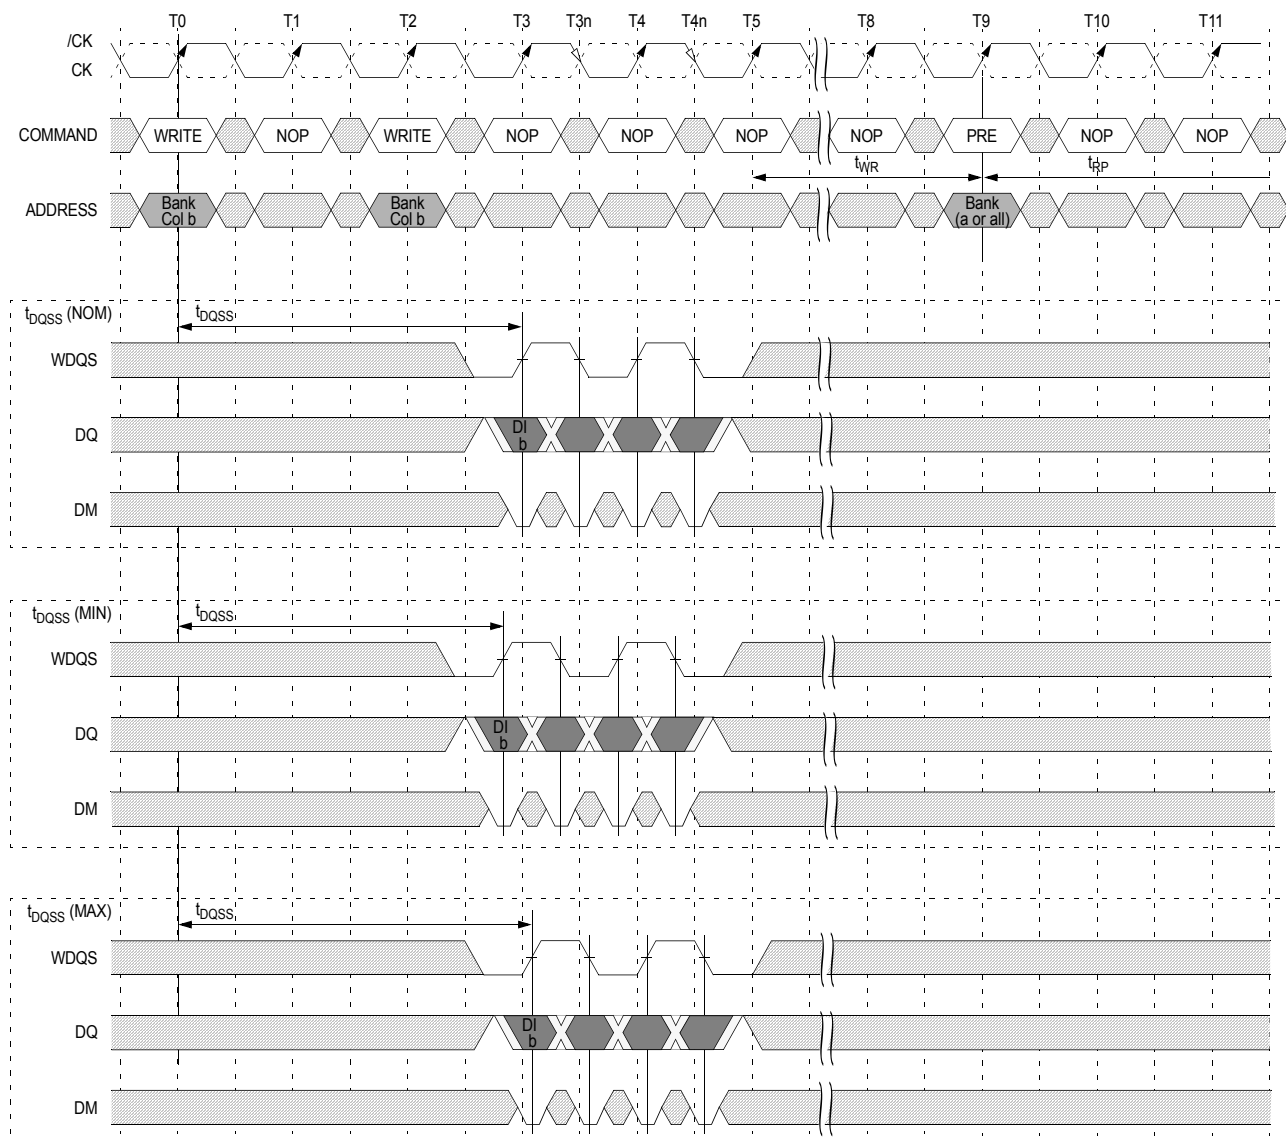 T0 T1 T2 T3 T3n T4 T4n T5 T8 T9 T10 T11
/CK
CK
COMMAND WRITE NOP WRITE NOP NOP NOP NOP PRE NOP NOP
tWR tRP
ADDRESS Bank Col b Bank Col b Bank (a or all)
tDQSS (NOM) tDQSS
WDQS
DQ DI b
DM
tDQSS (MIN) tDQSS
WDQS
DQ DI b
DM
tDQSS (MAX) tDQSS
WDQS
DQ DI b
DM